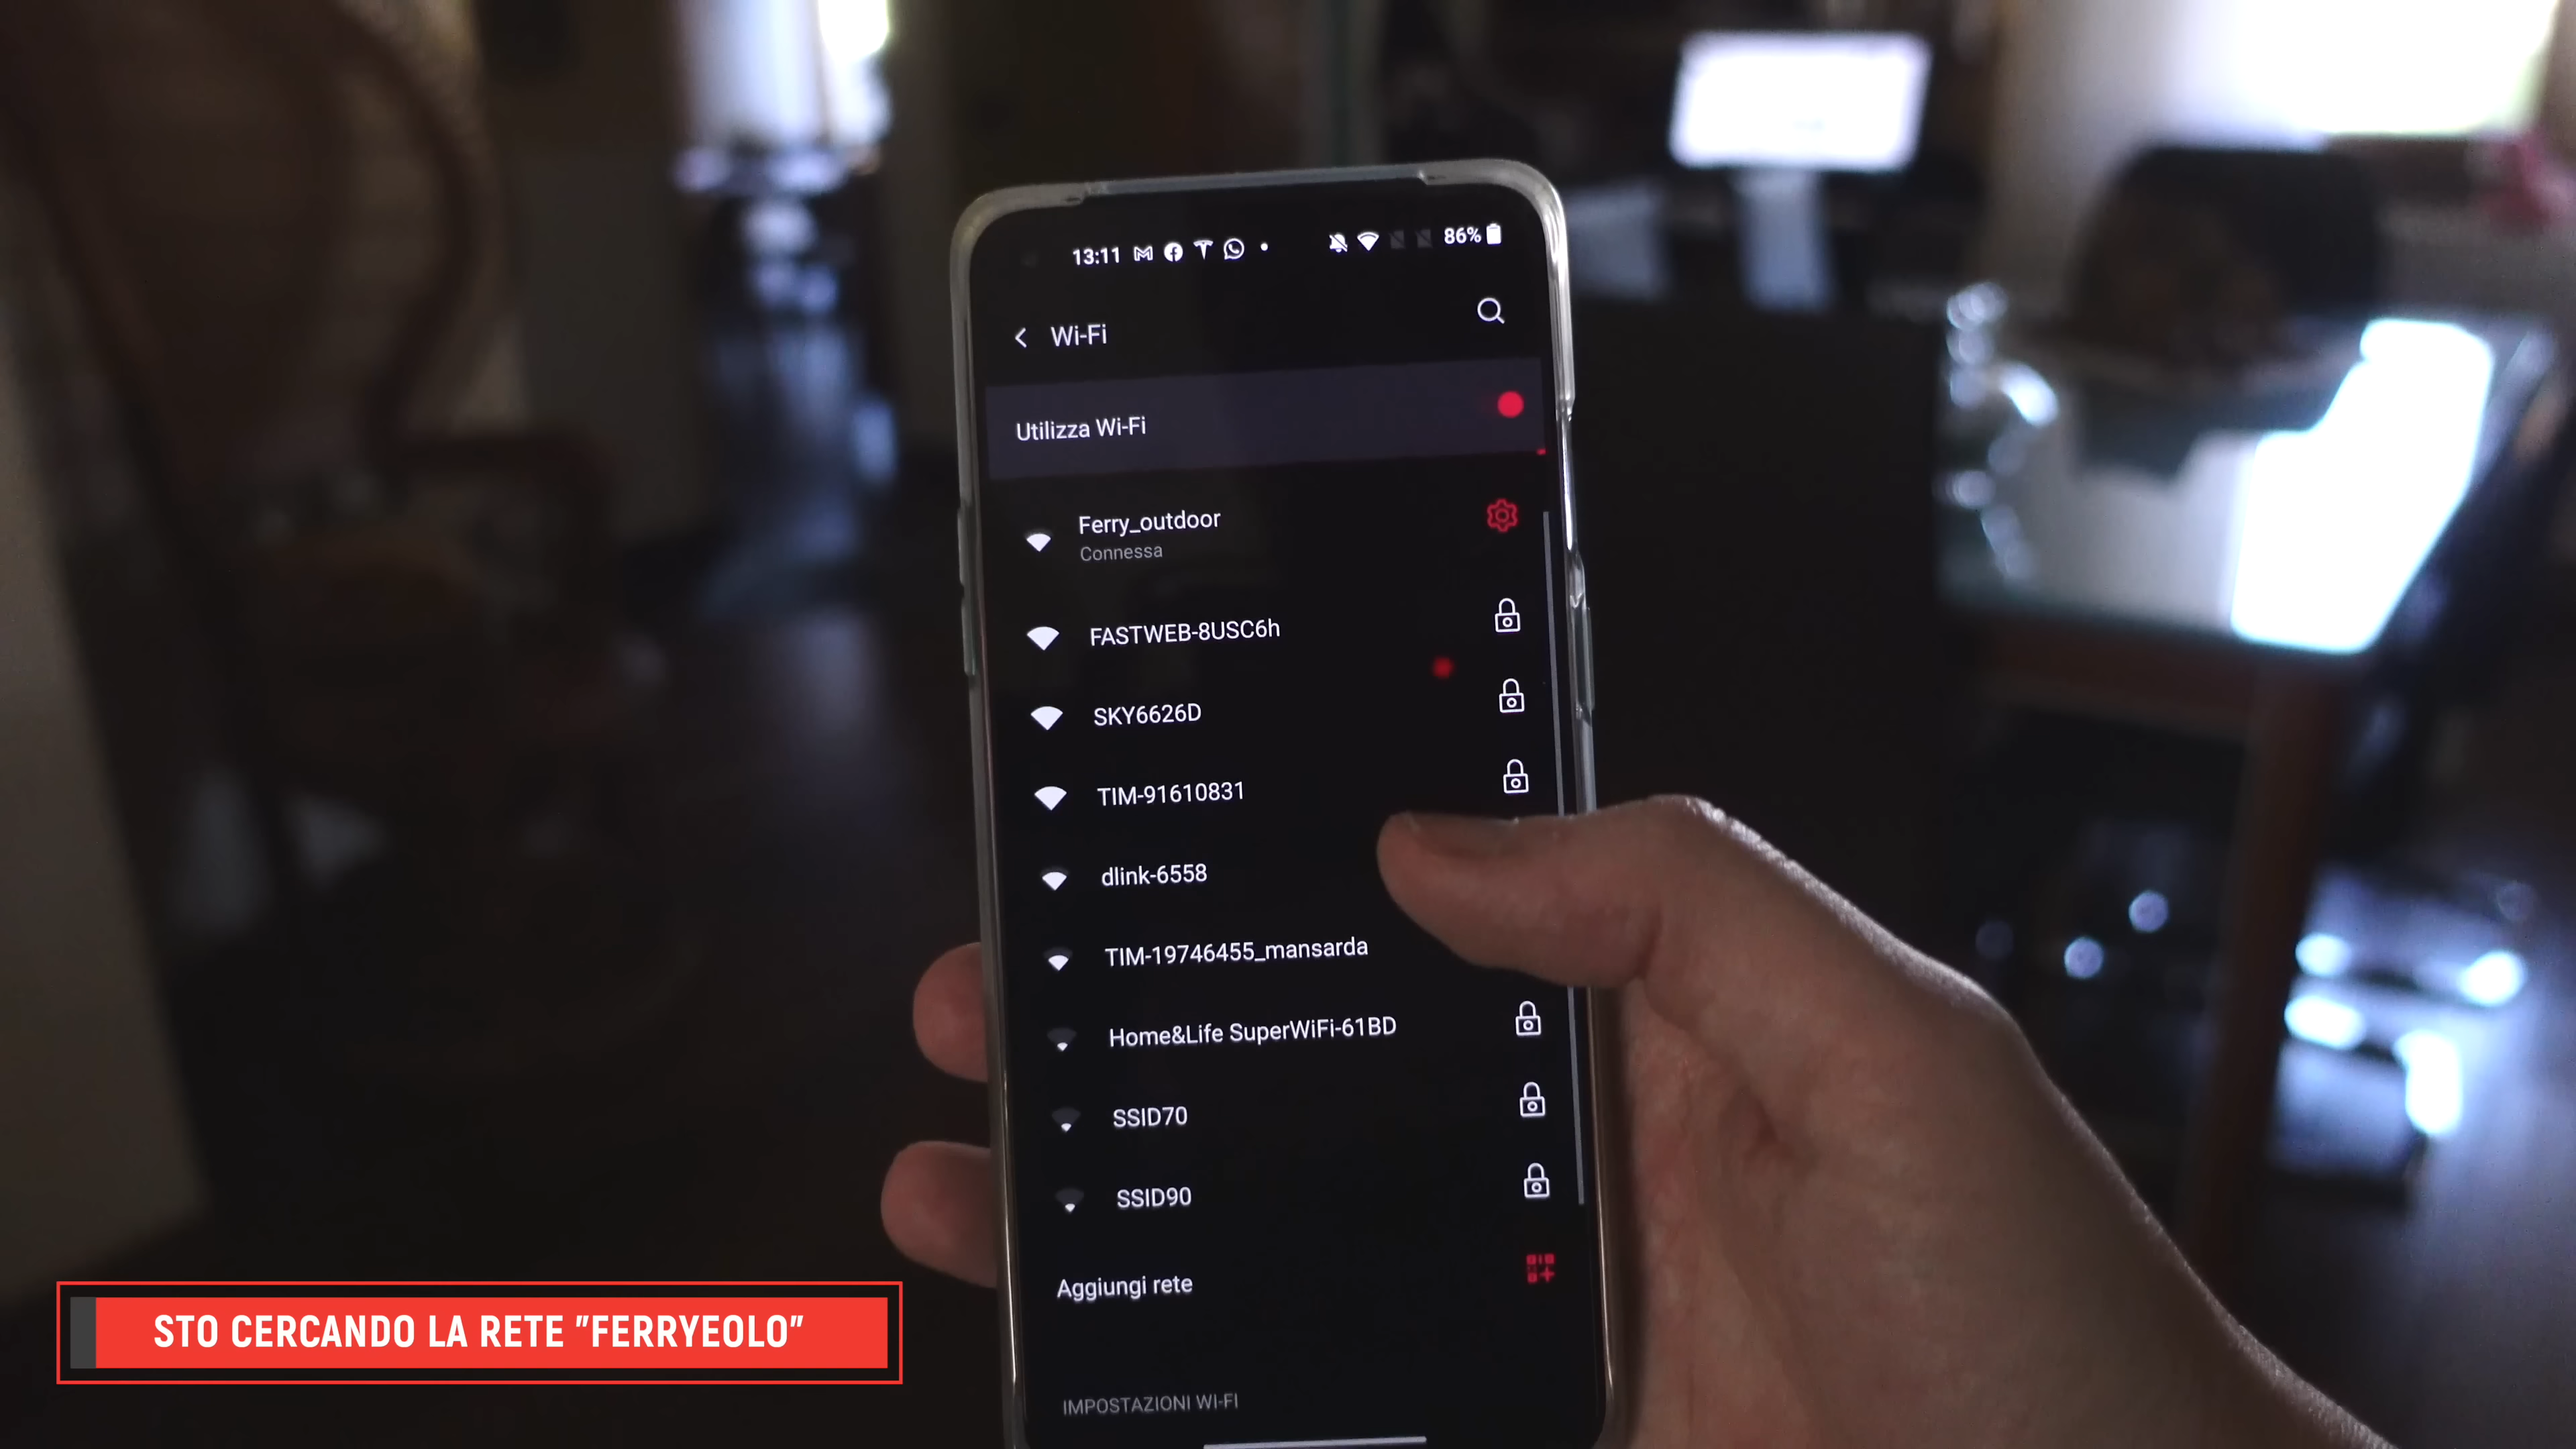 13:11
86%
Wi-Fi
Utilizza Wi-Fi
Ferry_outdoor
Connessa
FASTWEB-8USC6h
SKY6626D
TIM-91610831
dlink-6558
TIM-19746455_mansarda
Home&Life SuperWiFi-61BD
SSID70
SSID90
Aggiungi rete
IMPOSTAZIONI WI-FI
STO CERCANDO LA RETE "FERRYEOLO"